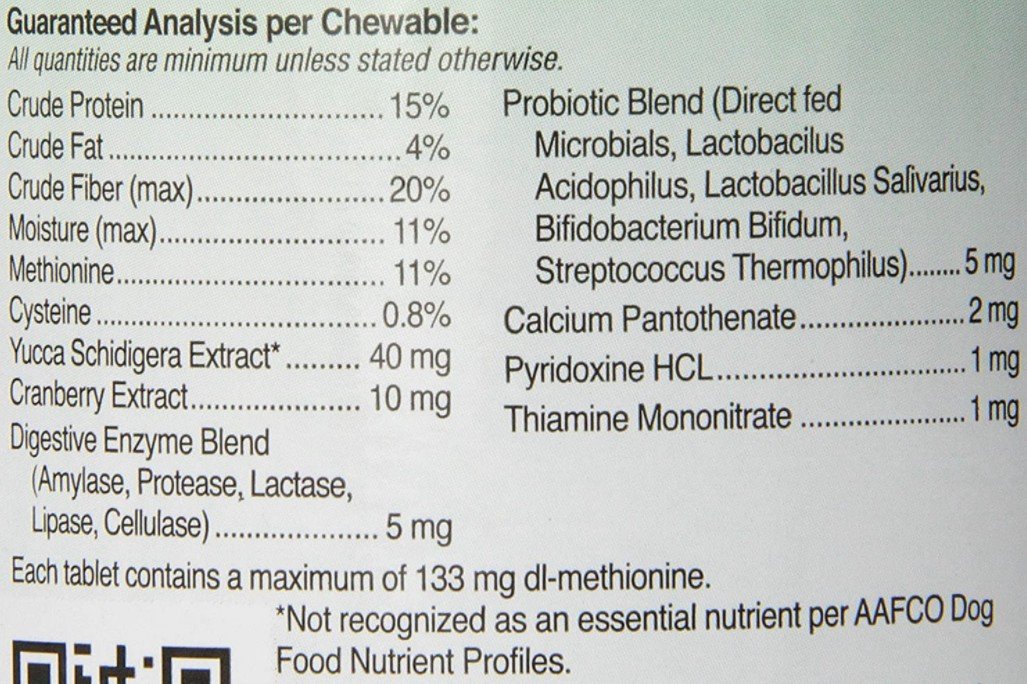 Guaranteed Analysis per Chewable:
All quantities are minimum unless stated otherwise.
Crude Protein ............................ 15%
Crude Fat .................................... 4%
Crude Fiber (max) ....................... 20%
Moisture (max) ............................ 11%
Methionine ................................. 11%
Cysteine .................................. 0.8%
Yucca Schidigera Extract* ......... 40 mg
Cranberry Extract ..................... 10 mg
Digestive Enzyme Blend
(Amylase, Protease, Lactase,
Lipase, Cellulase) .................... 5 mg
Probiotic Blend (Direct fed
Microbials, Lactobacilus
Acidophilus, Lactobacillus Salivarius,
Bifidobacterium Bifidum,
Streptococcus Thermophilus) ........ 5 mg
Calcium Pantothenate ...................... 2 mg
Pyridoxine HCL ................................ 1 mg
Thiamine Mononitrate ...................... 1 mg
Each tablet contains a maximum of 133 mg dl-methionine.
*Not recognized as an essential nutrient per AAFCO Dog
Food Nutrient Profiles.